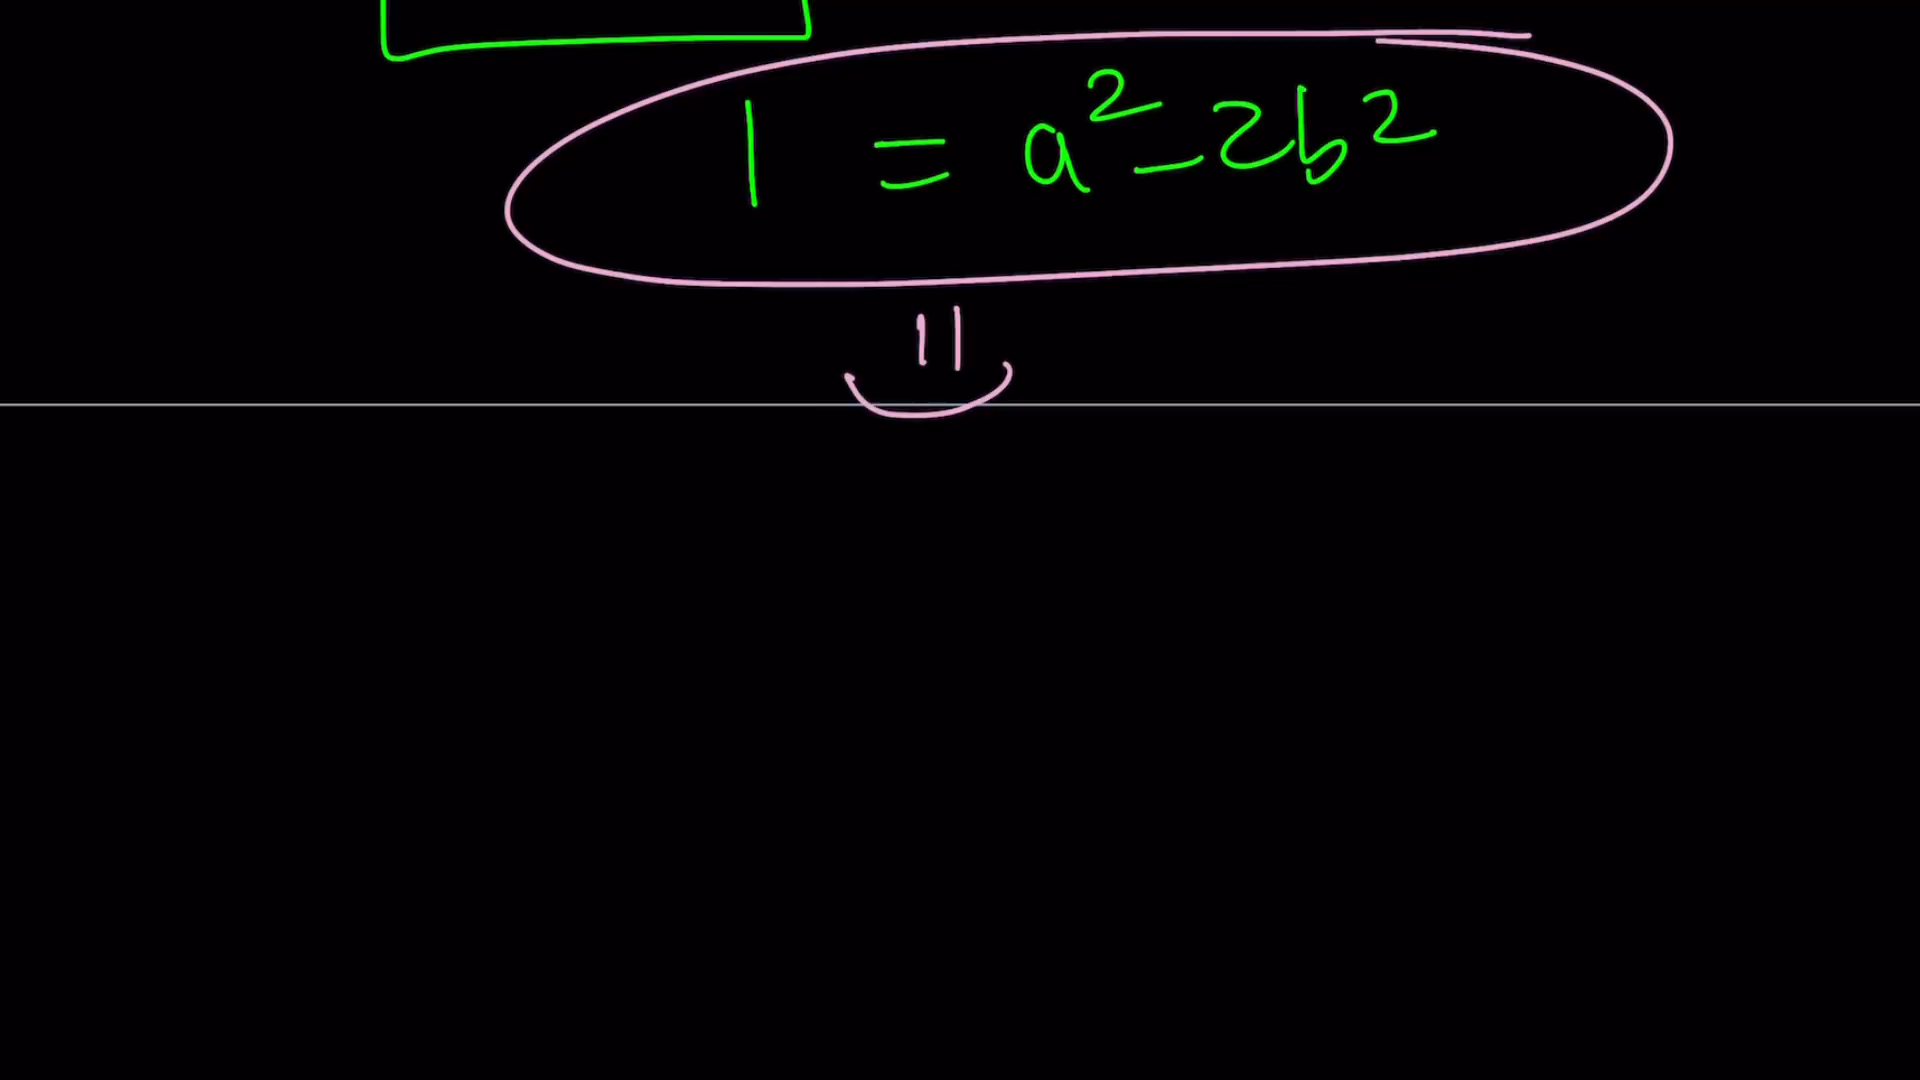 1 = a² - 2b²